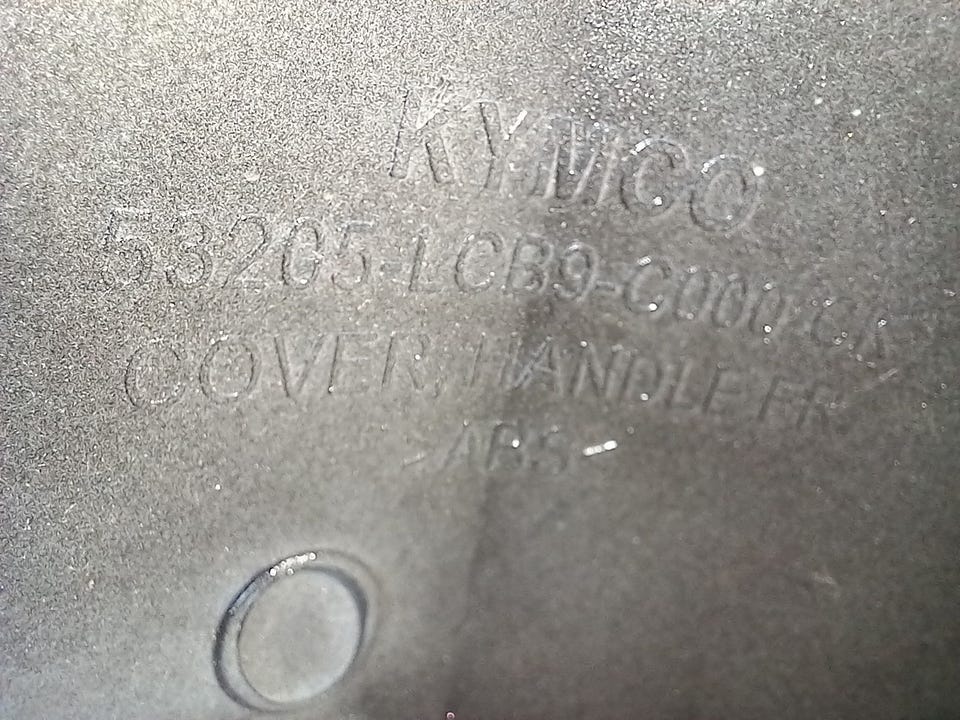 KYMCO
53205-LCB9-C000-CK
COVER, HANDLE FR
-ABS-